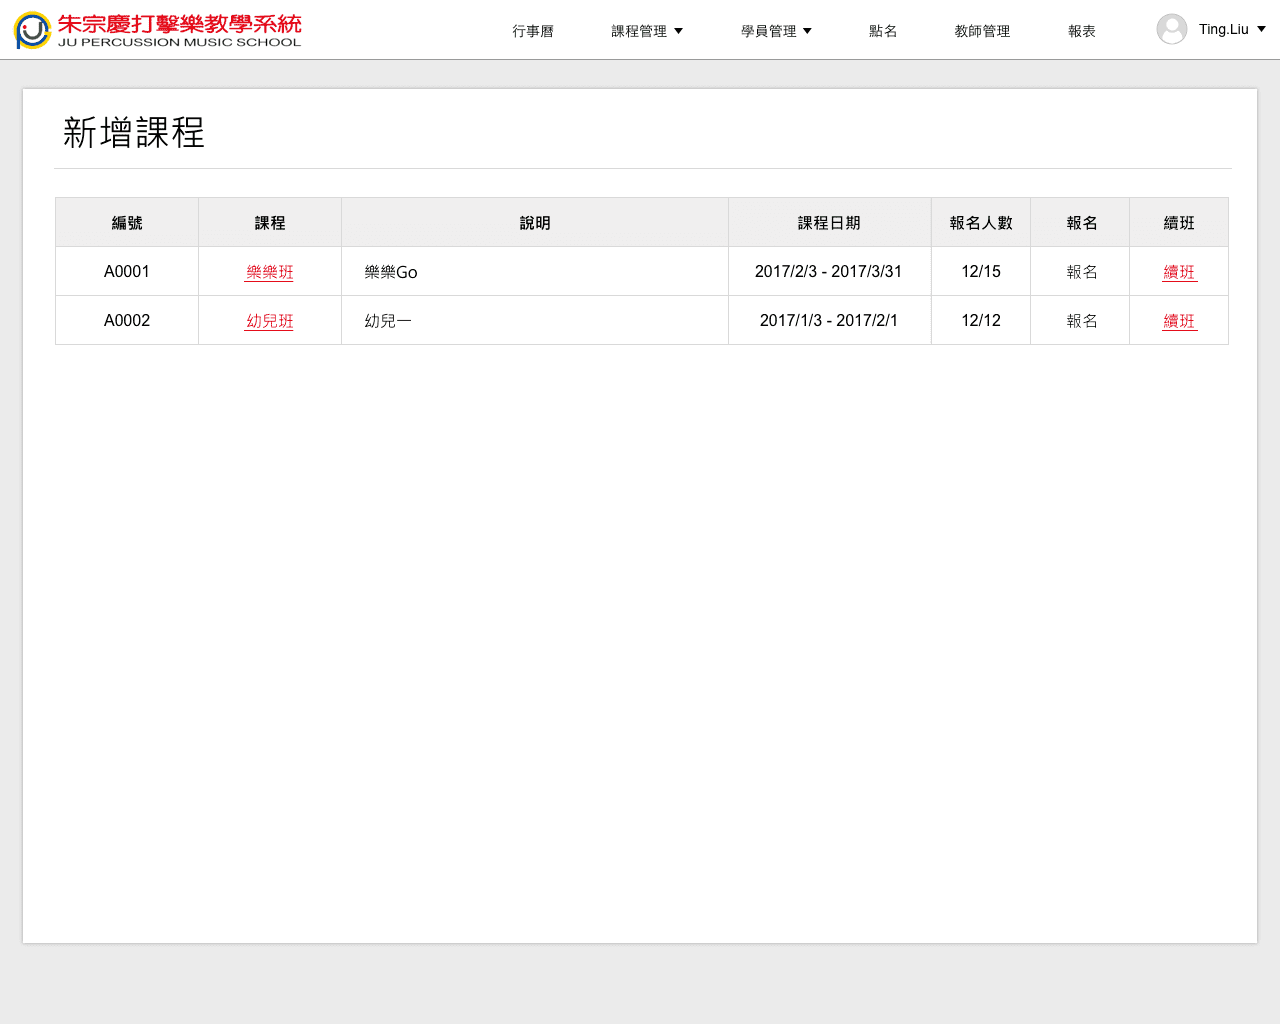 朱宗慶打擊樂教學系統
JU PERCUSSION MUSIC SCHOOL
行事曆 課程管理 學員管理 點名 教師管理 報表 Ting.Liu
新增課程
編號 課程 說明 課程日期 報名人數 報名 續班
A0001 樂樂班 樂樂Go 2017/2/3 - 2017/3/31 12/15 報名 續班
A0002 幼兒班 幼兒一 2017/1/3 - 2017/2/1 12/12 報名 續班